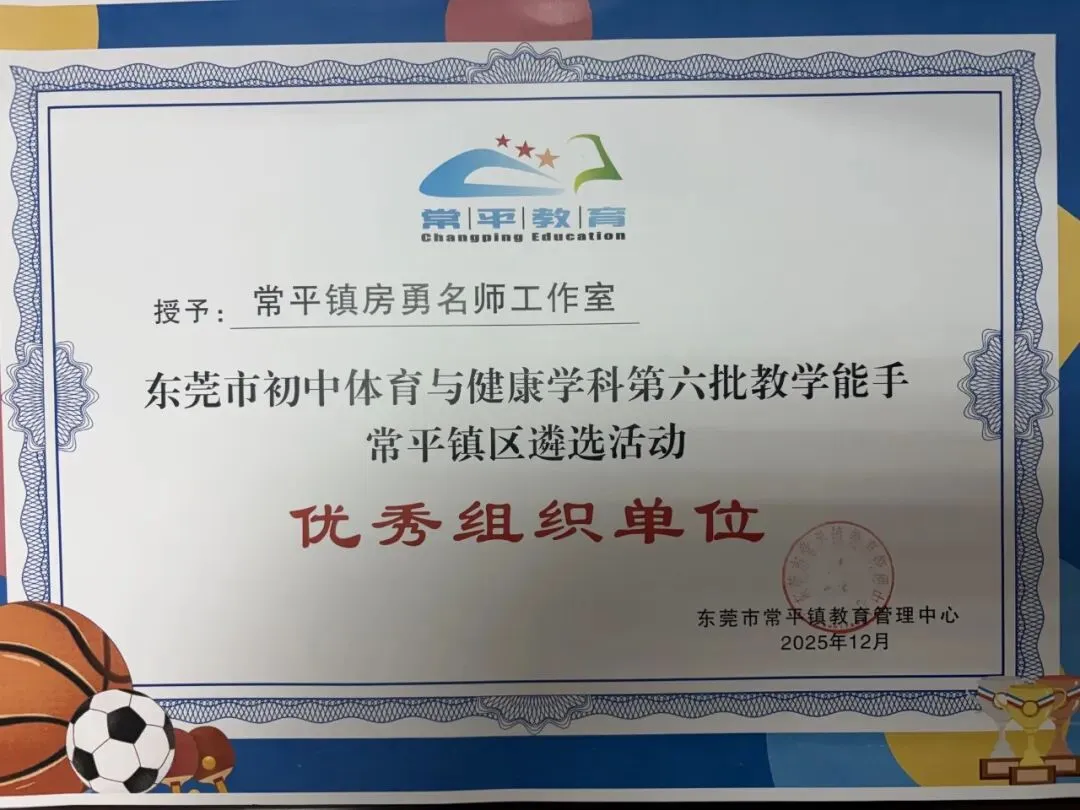 常平教育
Changping Education
授予：常平镇房勇名师工作室
东莞市初中体育与健康学科第六批教学能手
常平镇区遴选活动
优秀组织单位
东莞市常平镇教育管理中心
2025年12月